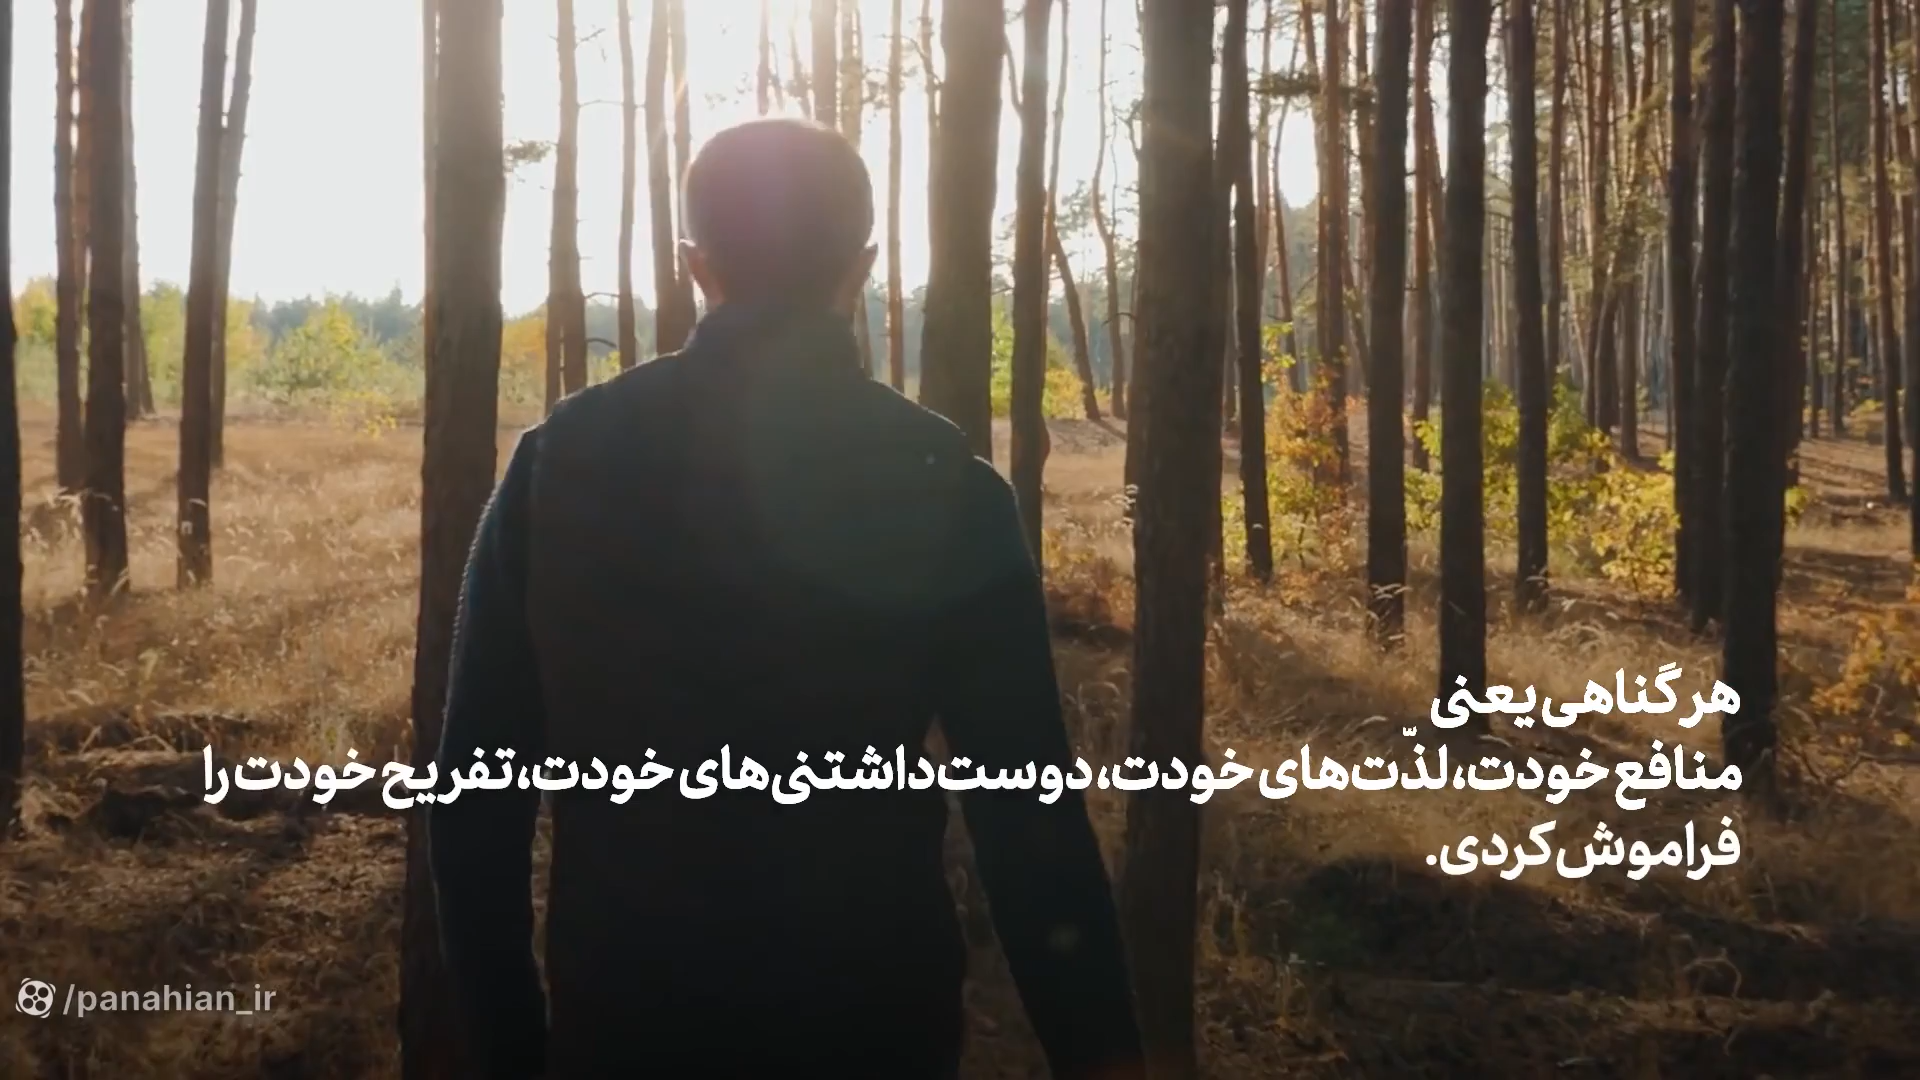 هر گناهی یعنی
منافع خودت، لذّت‌های خودت، دوست‌داشتنی‌های خودت، تفریح خودت را
فراموش کردی.
/panahian_ir